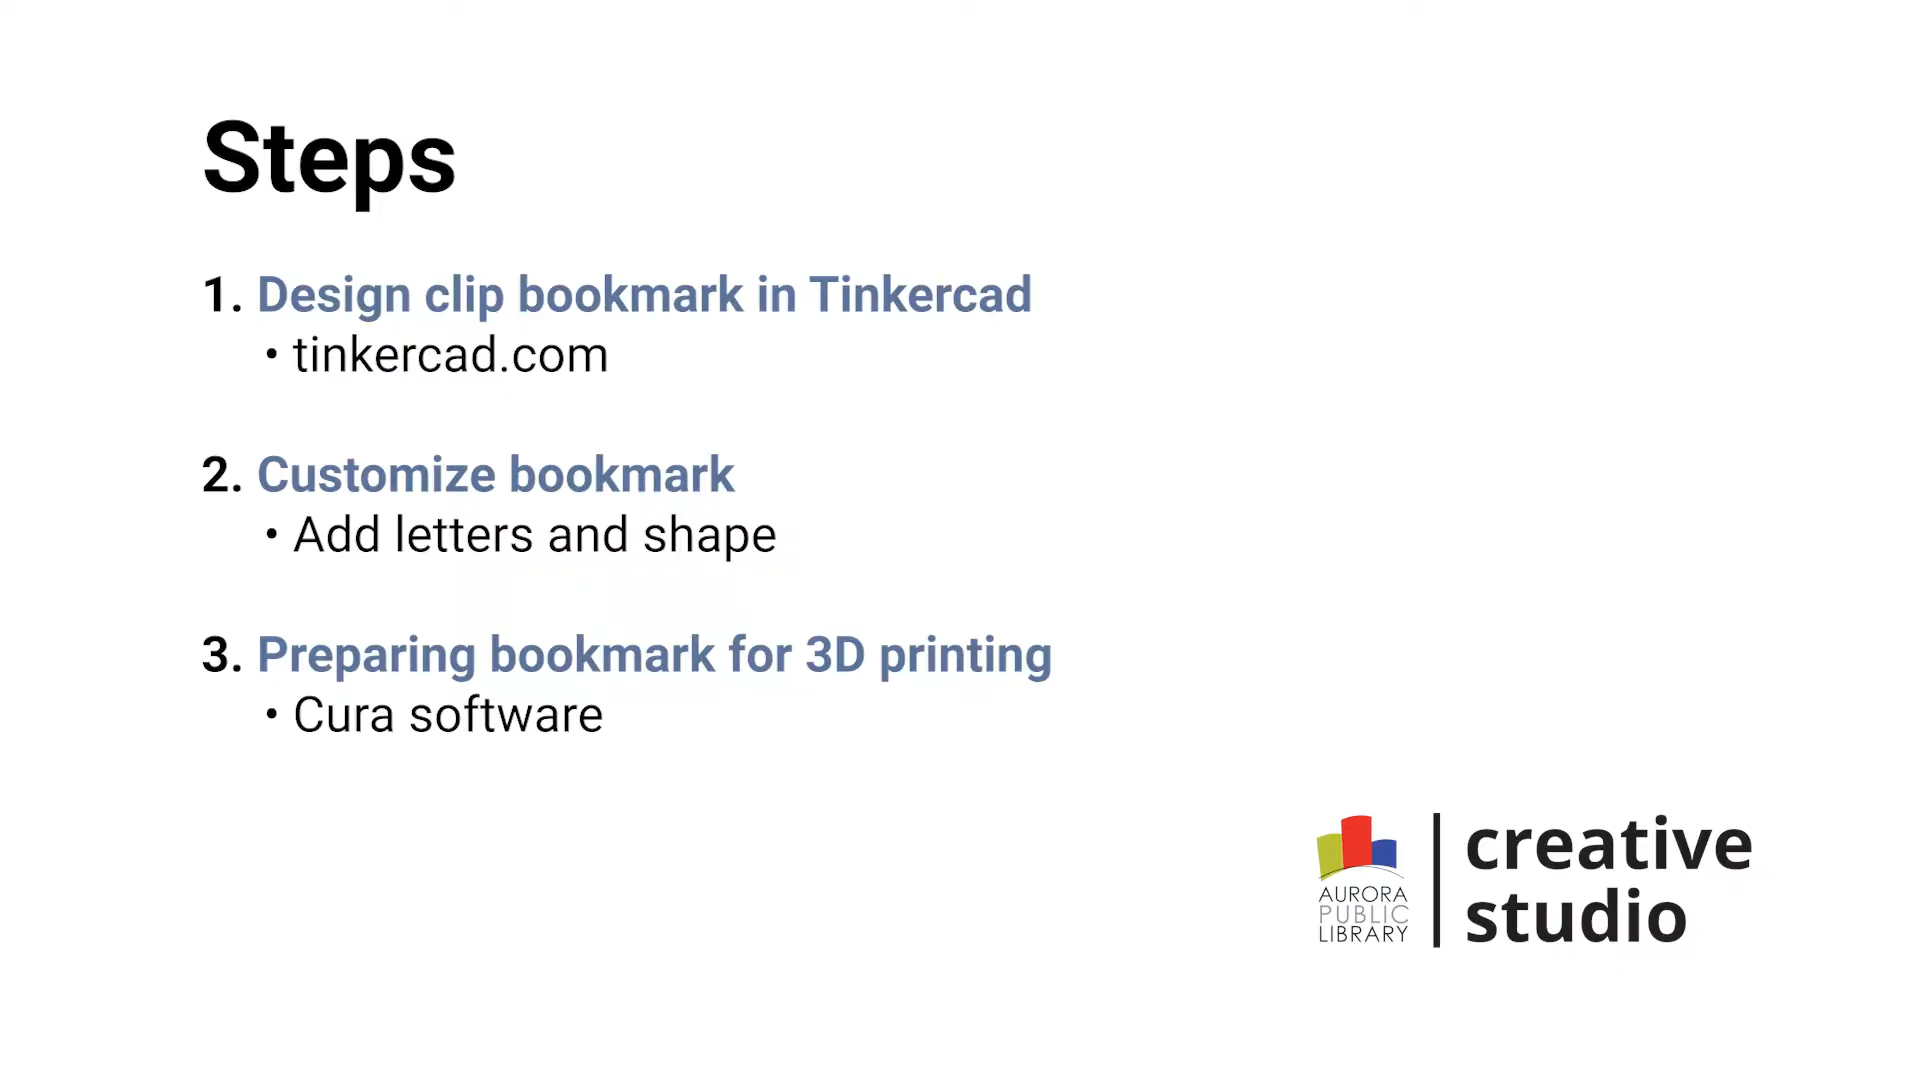 Steps
1. Design clip bookmark in Tinkercad
• tinkercad.com
2. Customize bookmark
• Add letters and shape
3. Preparing bookmark for 3D printing
• Cura software
AURORA
PUBLIC
LIBRARY
creative
studio